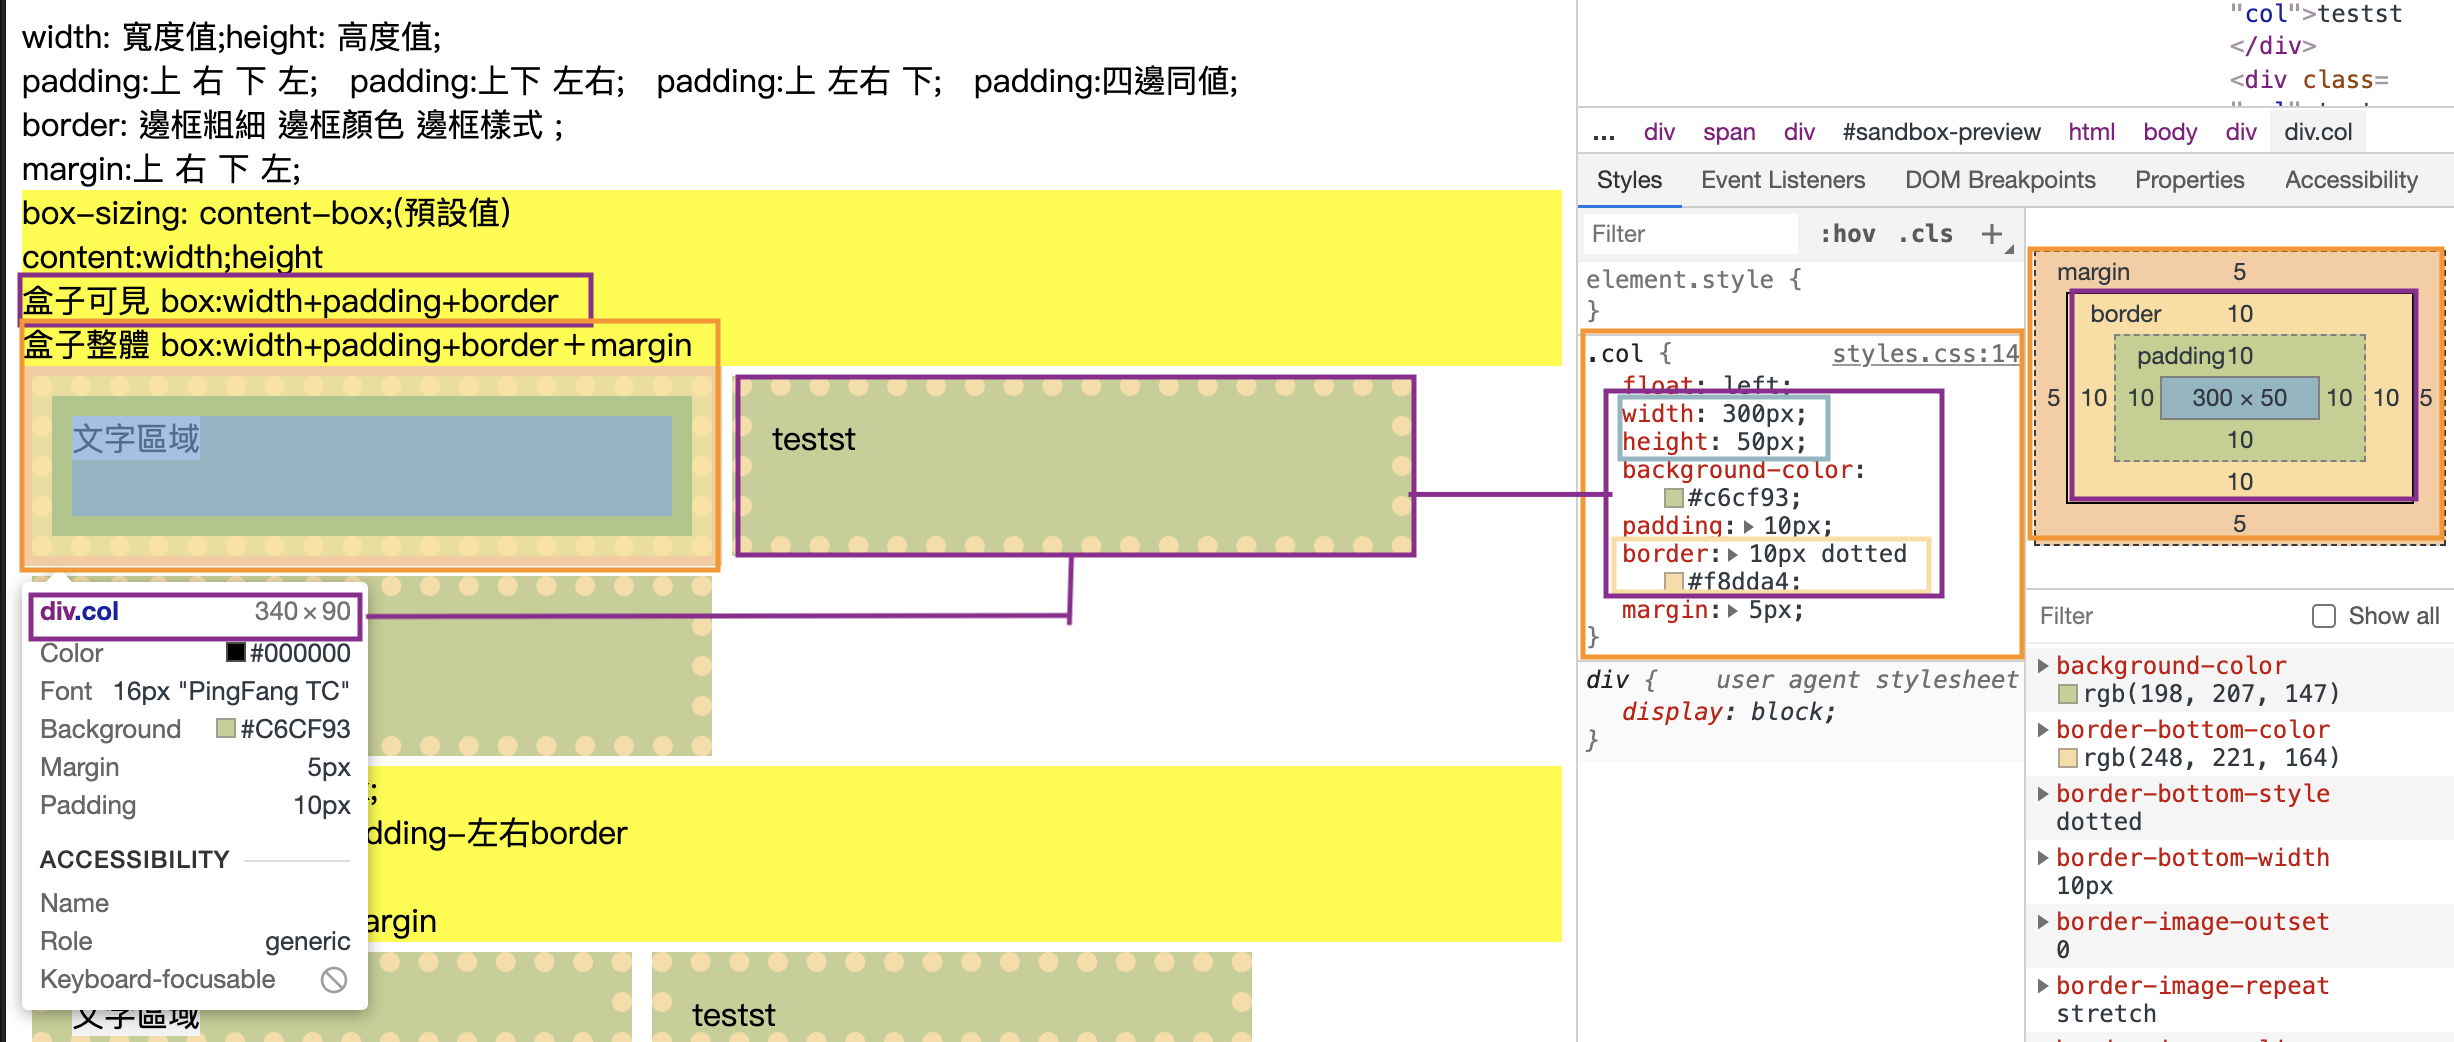 width: 寬度值;height: 高度值;
padding:上 右 下 左; padding:上下 左右; padding:上 左右 下; padding:四邊同值;
border: 邊框粗細 邊框顏色 邊框樣式 ;
margin:上 右 下 左;
box-sizing: content-box;(預設值)
content:width;height
盒子可見 box:width+padding+border
盒子整體 box:width+padding+border＋margin
文字區域
testst
div.col 340 × 90
Color #000000
Font 16px "PingFang TC"
Background #C6CF93
Margin 5px
Padding 10px
ACCESSIBILITY
Name
Role generic
Keyboard-focusable
;
dding-左右border
argin
文字區域
testst
"col">testst
</div>
<div class=
... div span div #sandbox-preview html body div div.col
Styles Event Listeners DOM Breakpoints Properties Accessibility
Filter :hov .cls +
element.style {
}
.col { styles.css:14
float: left;
width: 300px;
height: 50px;
background-color:
#c6cf93;
padding: 10px;
border: 10px dotted
#f8dda4;
margin: 5px;
}
div { user agent stylesheet
display: block;
}
margin 5
border 10
padding 10
5 10 10 300 × 50 10 10 5
10
10
5
Filter Show all
background-color
rgb(198, 207, 147)
border-bottom-color
rgb(248, 221, 164)
border-bottom-style
dotted
border-bottom-width
10px
border-image-outset
0
border-image-repeat
stretch